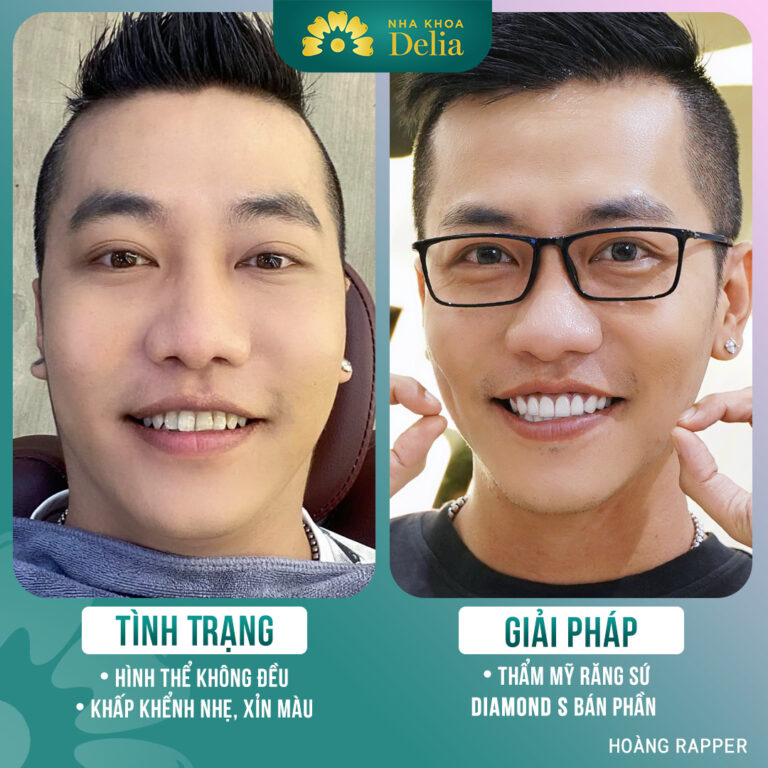 NHA KHOA
Delia
TÌNH TRẠNG
• HÌNH THỂ KHÔNG ĐỀU
• KHẤP KHỂNH NHẸ, XỈN MÀU
GIẢI PHÁP
• THẨM MỸ RĂNG SỨ
DIAMOND S BÁN PHẦN
HOÀNG RAPPER